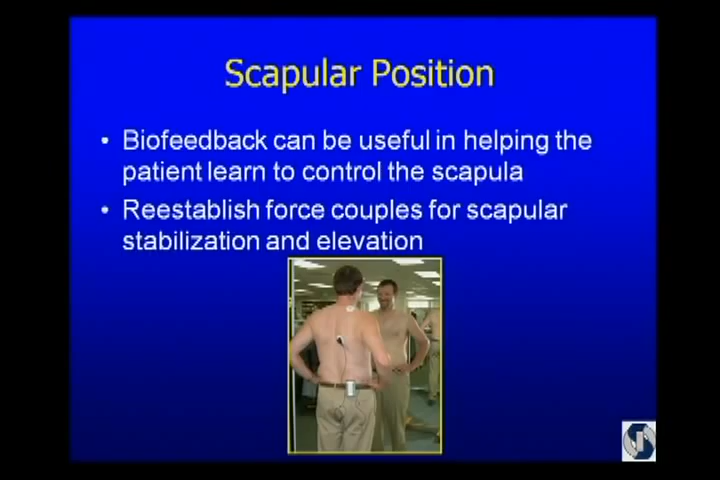 Scapular Position
• Biofeedback can be useful in helping the
patient learn to control the scapula
• Reestablish force couples for scapular
stabilization and elevation